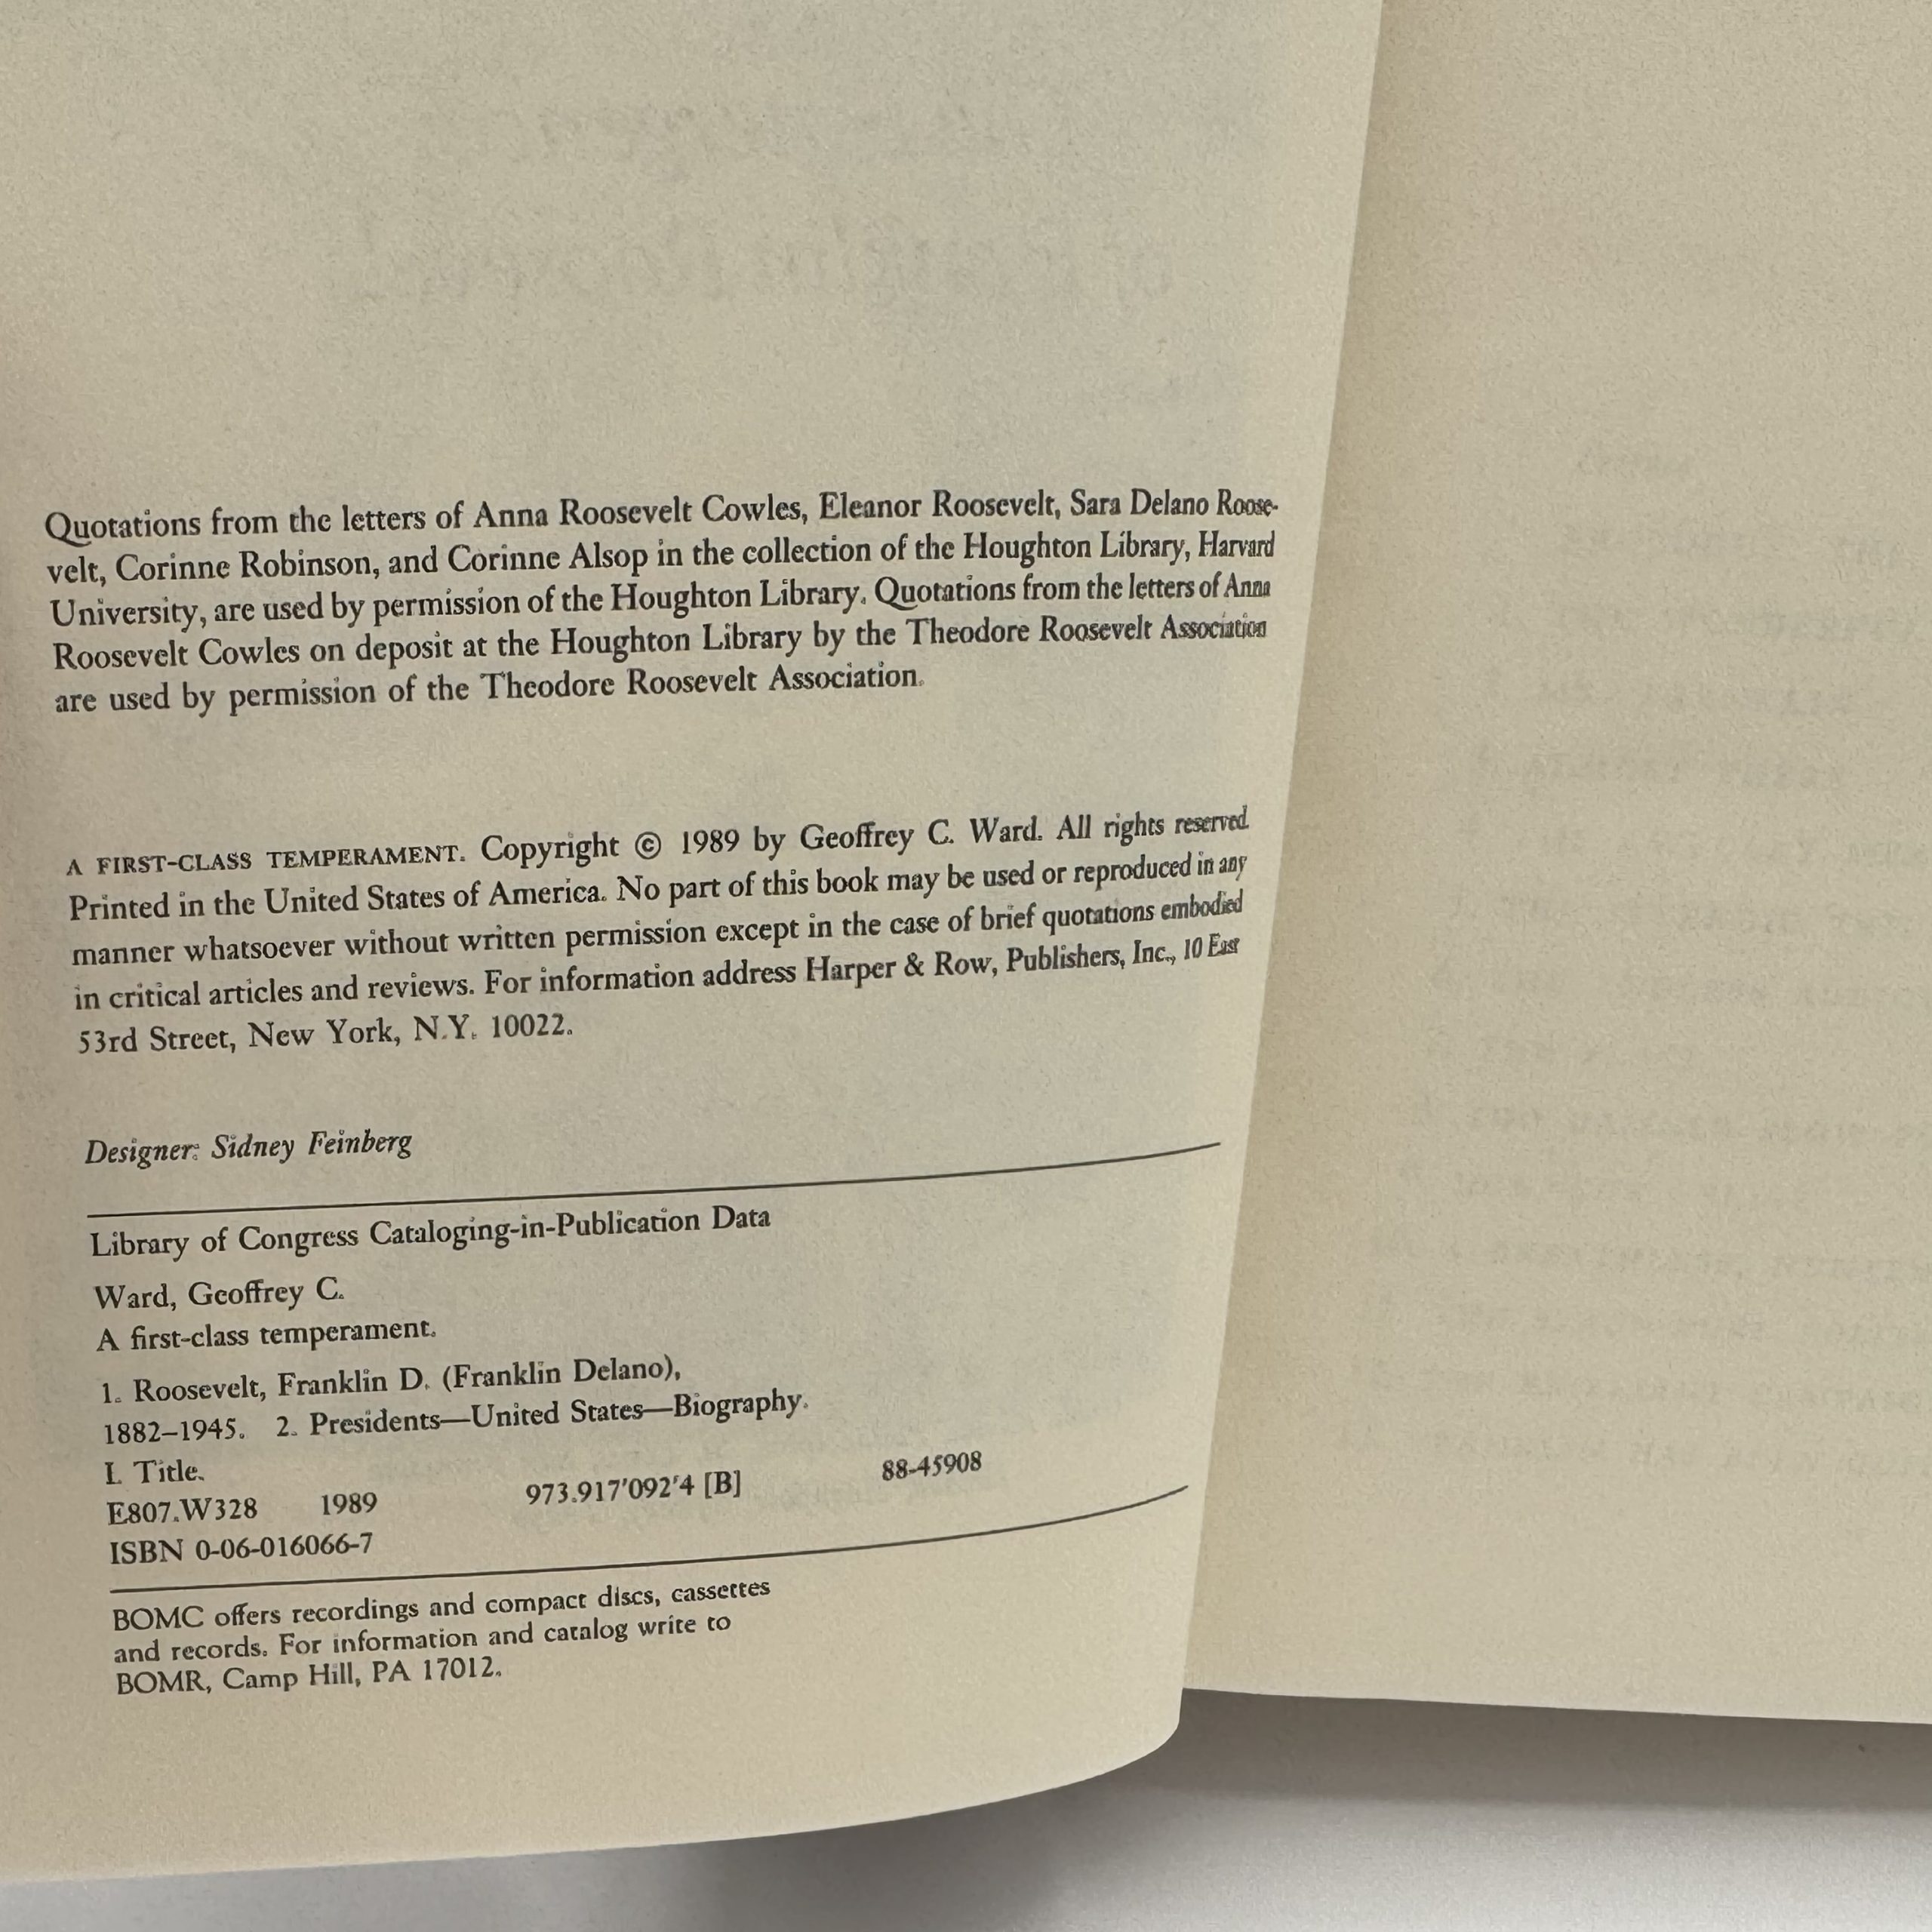 Quotations from the letters of Anna Roosevelt Cowles, Eleanor Roosevelt, Sara Delano Roose-
velt, Corinne Robinson, and Corinne Alsop in the collection of the Houghton Library, Harvard
University, are used by permission of the Houghton Library. Quotations from the letters of Anna
Roosevelt Cowles on deposit at the Houghton Library by the Theodore Roosevelt Association
are used by permission of the Theodore Roosevelt Association.
A FIRST-CLASS TEMPERAMENT. Copyright © 1989 by Geoffrey C. Ward. All rights reserved.
Printed in the United States of America. No part of this book may be used or reproduced in any
manner whatsoever without written permission except in the case of brief quotations embodied
in critical articles and reviews. For information address Harper & Row, Publishers, Inc., 10 East
53rd Street, New York, N.Y. 10022.
Designer: Sidney Feinberg
Library of Congress Cataloging-in-Publication Data
Ward, Geoffrey C.
A first-class temperament.
1. Roosevelt, Franklin D. (Franklin Delano),
1882–1945. 2. Presidents—United States—Biography.
I. Title.
E807.W328 1989 973.917'092'4 [B] 88-45908
ISBN 0-06-016066-7
BOMC offers recordings and compact discs, cassettes
and records. For information and catalog write to
BOMR, Camp Hill, PA 17012.